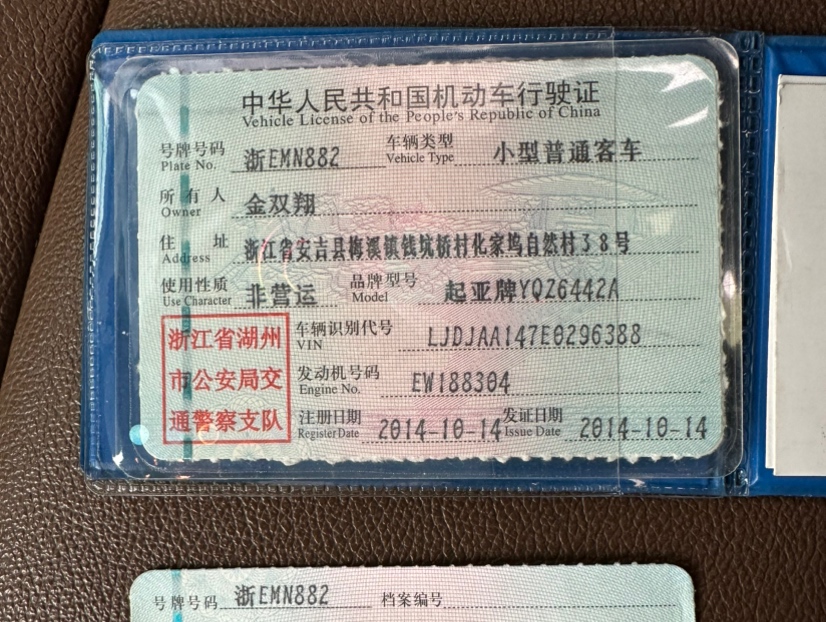 中华人民共和国机动车行驶证
Vehicle License of the People's Republic of China
号牌号码 浙EMN882 车辆类型 小型普通客车
Plate No. Vehicle Type
所有人 金双翔
Owner
住址 浙江省安吉县梅溪镇钱坑桥村化家坞自然村38号
Address
使用性质 非营运 品牌型号 起亚牌YQZ6442A
Use Character Model
浙江省湖州 车辆识别代号 LJDJAA147E0296388
VIN
市公安局交 发动机号码 EW188304
Engine No.
通警察支队 注册日期 2014-10-14 发证日期 2014-10-14
Register Date Issue Date
号牌号码 浙EMN882 档案编号